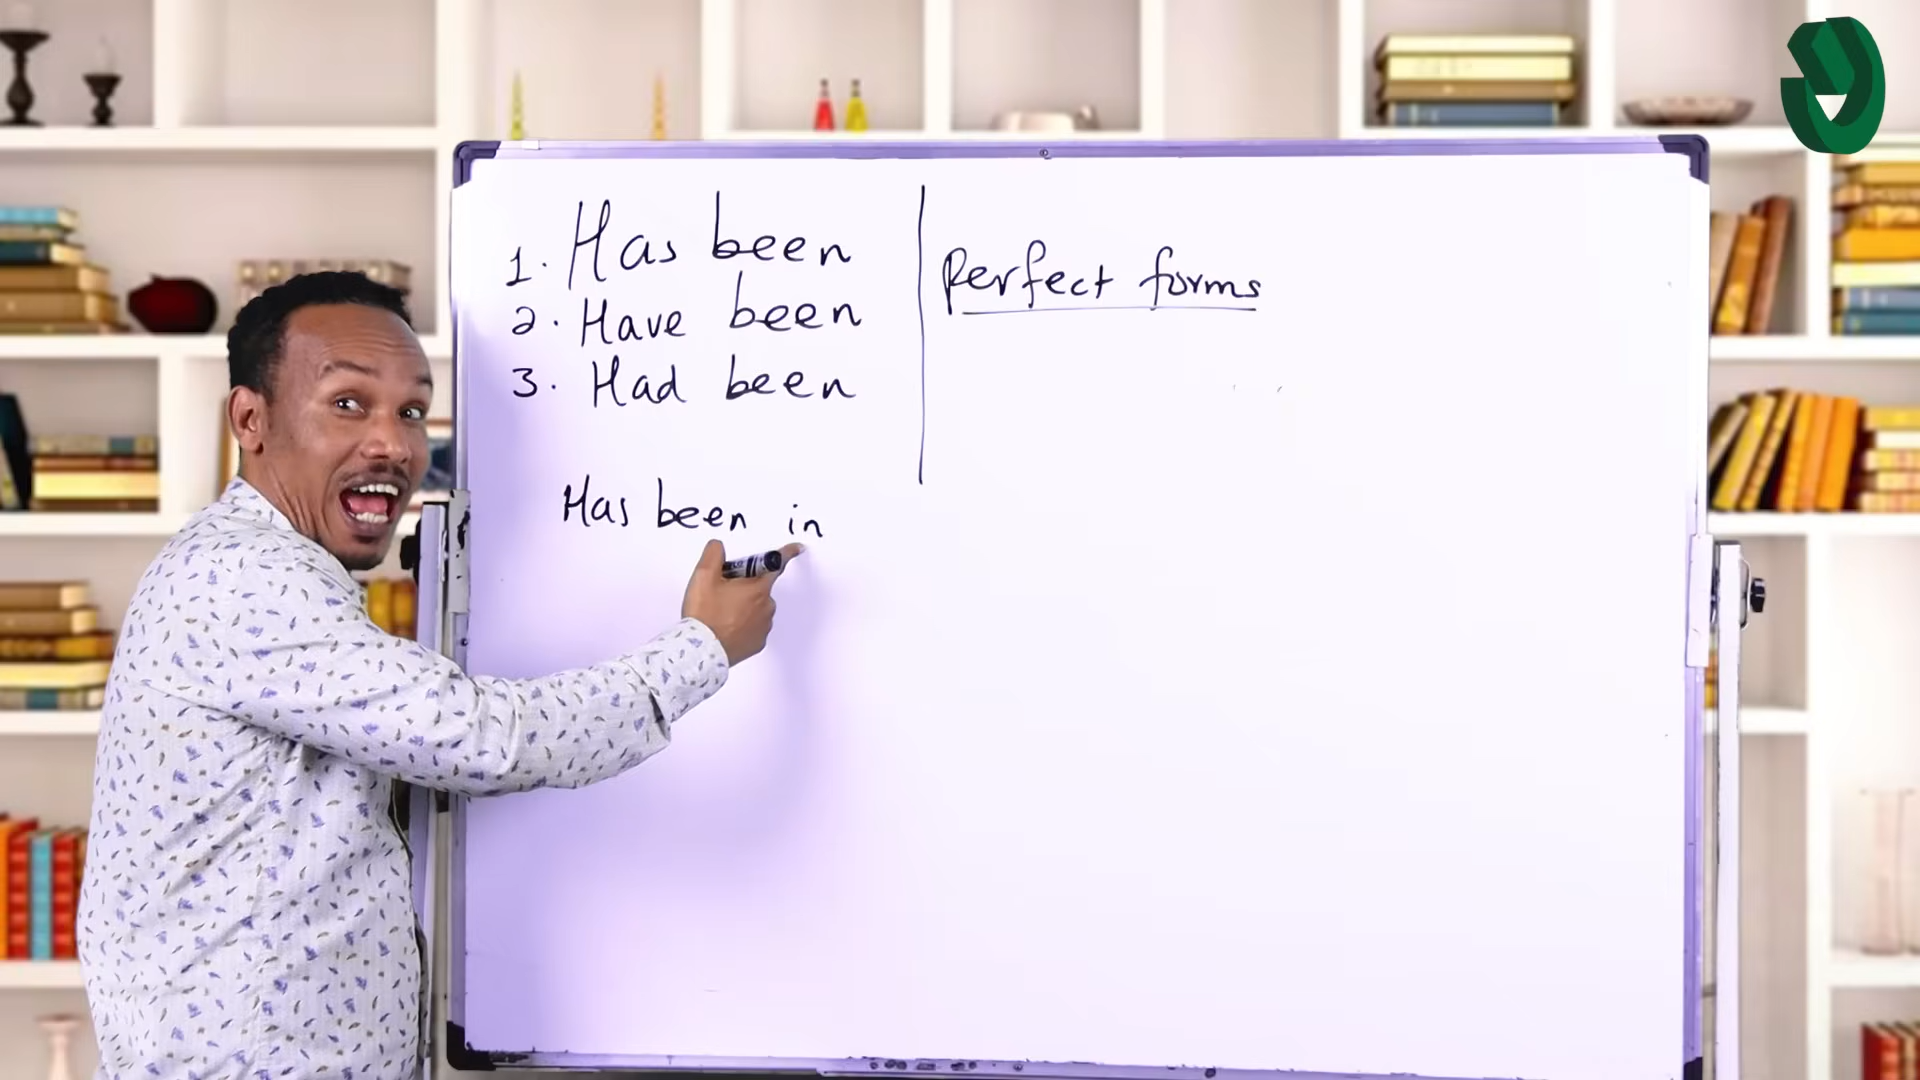 1. Has been
2. Have been
3. Had been
Has been in
Perfect forms